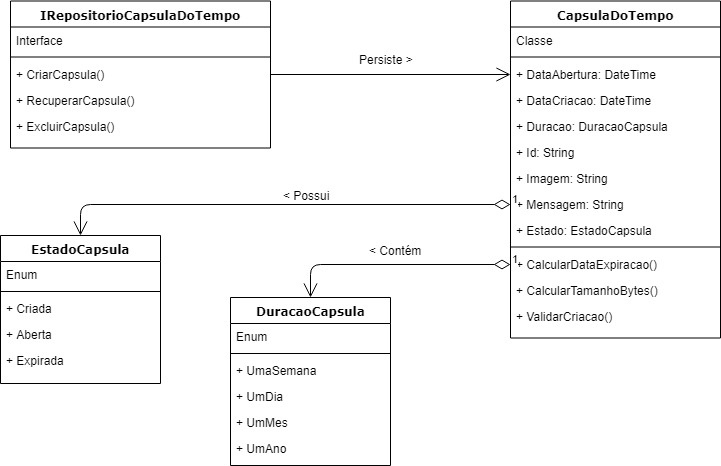 IRepositorioCapsulaDoTempo
Interface
+ CriarCapsula()
+ RecuperarCapsula()
+ ExcluirCapsula()
Persiste >
CapsulaDoTempo
Classe
+ DataAbertura: DateTime
+ DataCriacao: DateTime
+ Duracao: DuracaoCapsula
+ Id: String
+ Imagem: String
+ Mensagem: String
+ Estado: EstadoCapsula
+ CalcularDataExpiracao()
+ CalcularTamanhoBytes()
+ ValidarCriacao()
< Possui
1
< Contém
1
EstadoCapsula
Enum
+ Criada
+ Aberta
+ Expirada
DuracaoCapsula
Enum
+ UmaSemana
+ UmDia
+ UmMes
+ UmAno